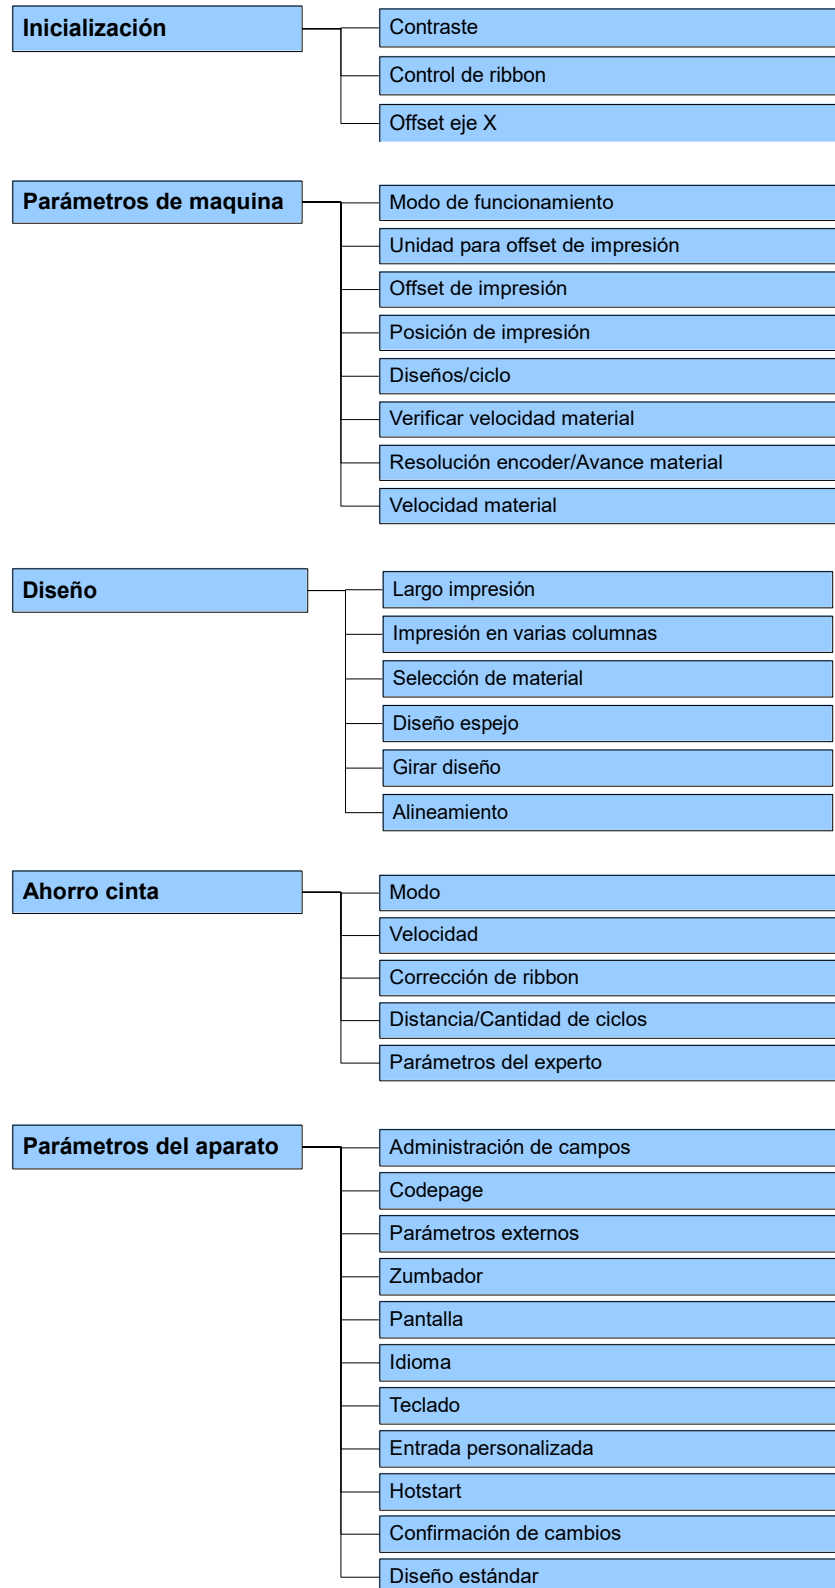 Inicialización
Contraste
Control de ribbon
Offset eje X
Parámetros de maquina
Modo de funcionamiento
Unidad para offset de impresión
Offset de impresión
Posición de impresión
Diseños/ciclo
Verificar velocidad material
Resolución encoder/Avance material
Velocidad material
Diseño
Largo impresión
Impresión en varias columnas
Selección de material
Diseño espejo
Girar diseño
Alineamiento
Ahorro cinta
Modo
Velocidad
Corrección de ribbon
Distancia/Cantidad de ciclos
Parámetros del experto
Parámetros del aparato
Administración de campos
Codepage
Parámetros externos
Zumbador
Pantalla
Idioma
Teclado
Entrada personalizada
Hotstart
Confirmación de cambios
Diseño estándar